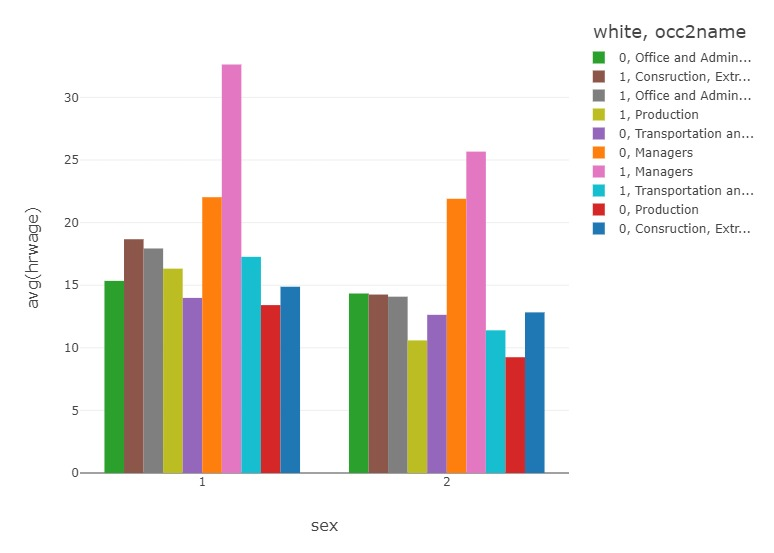 white, occ2name
0, Office and Admin...
1, Consruction, Extr...
1, Office and Admin...
1, Production
0, Transportation an...
0, Managers
1, Managers
1, Transportation an...
0, Production
0, Consruction, Extr...
avg(hrwage)
30
25
20
15
10
5
0
1
2
sex